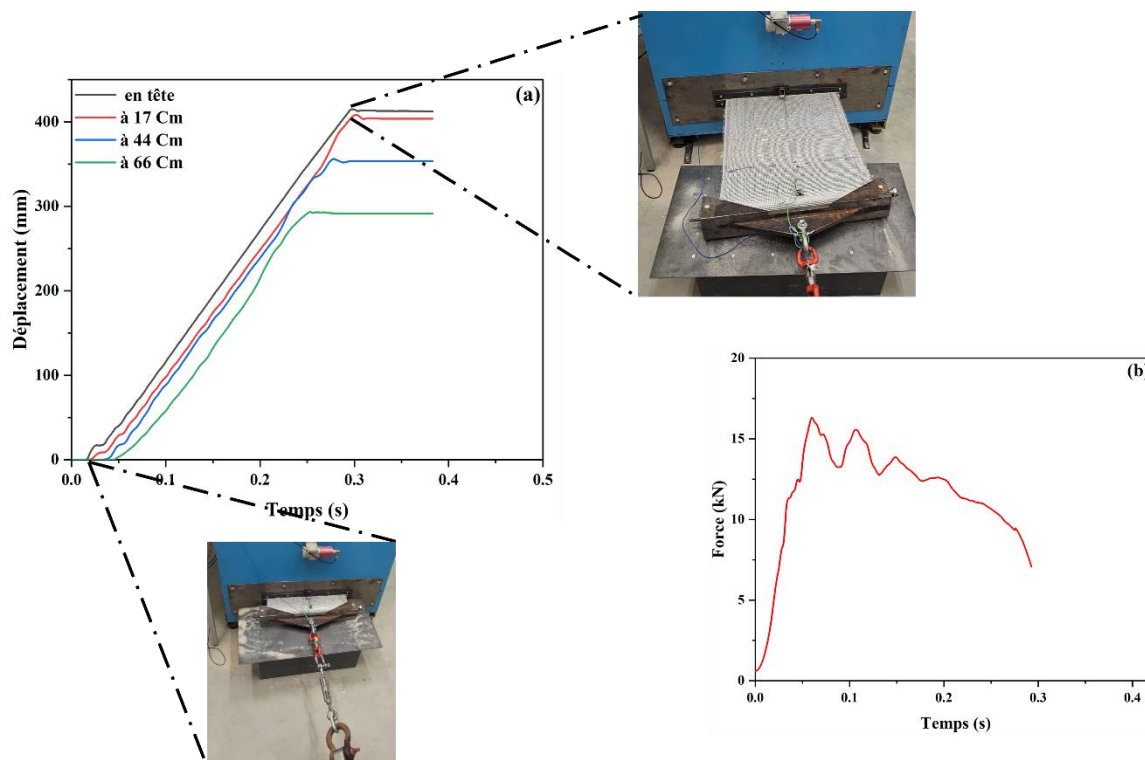 (a)
en tête
à 17 Cm
à 44 Cm
à 66 Cm
Déplacement (mm)
400
300
200
100
0
0.0 0.1 0.2 0.3 0.4 0.5
Temps (s)
(b)
Force (kN)
20
15
10
5
0
0.0 0.1 0.2 0.3 0.4
Temps (s)